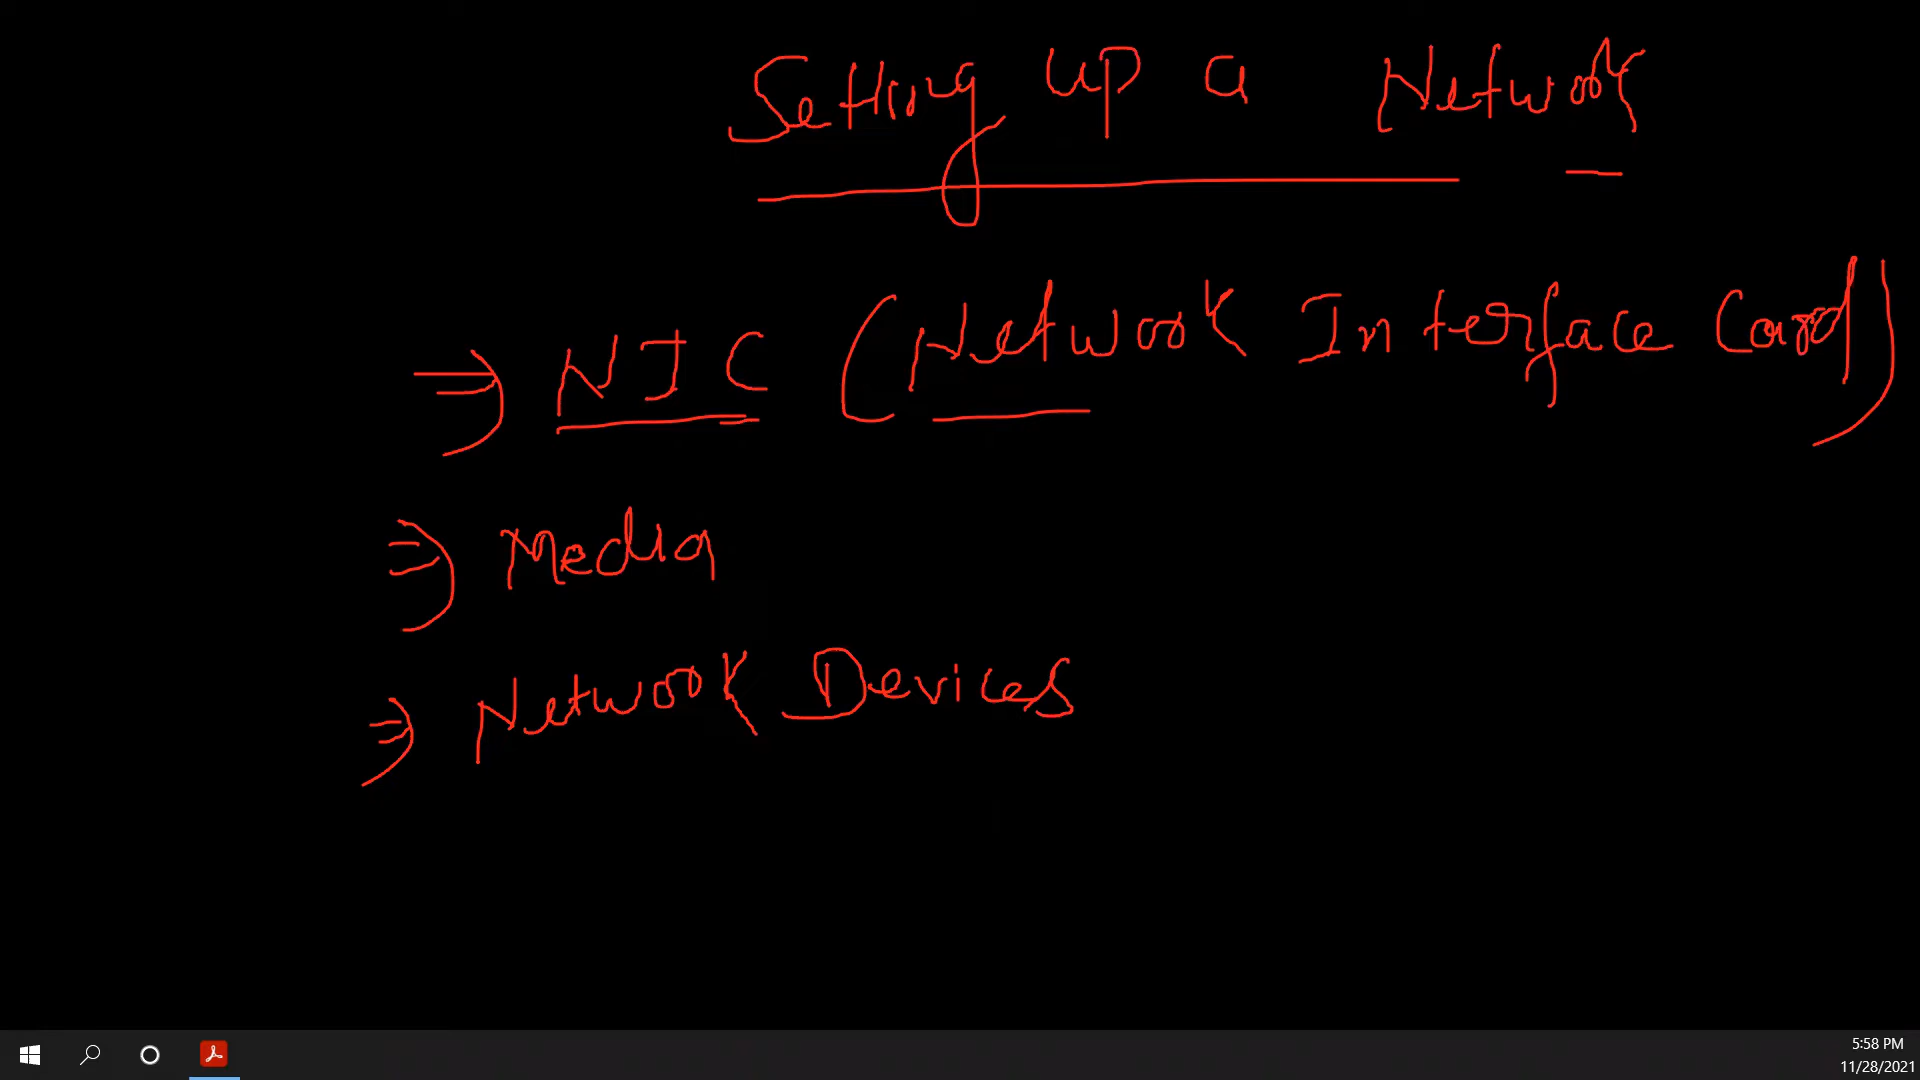 Setting up a Network
⇒ NIC (Network Interface Card)
⇒ Media
⇒ Network Devices
5:58 PM
11/28/2021